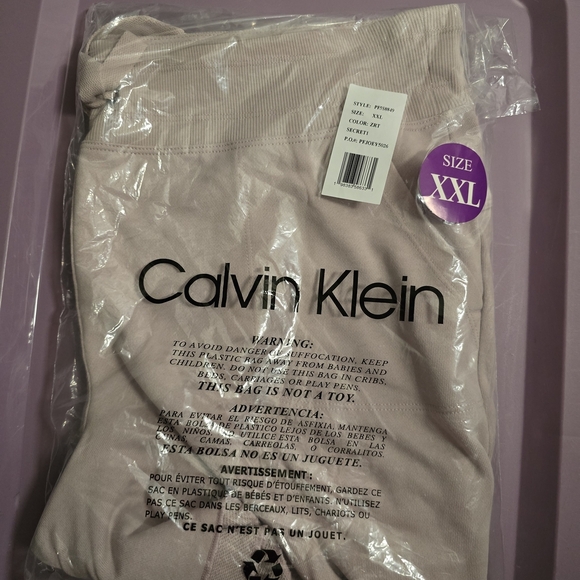 STYLE: PF558840
SIZE: XXL
COLOR: ZRT
SECRET1
P.O.#: PFJOEY5026
SIZE
XXL
Calvin Klein
WARNING:
TO AVOID DANGER OF SUFFOCATION, KEEP
THIS PLASTIC BAG AWAY FROM BABIES AND
CHILDREN. DO NOT USE THIS BAG IN CRIBS,
BEDS, CARRIAGES OR PLAY PENS.
THIS BAG IS NOT A TOY.
ADVERTENCIA:
PARA EVITAR EL RIESGO DE ASFIXIA, MANTENGA
ESTA BOLSA DE PLASTICO LEJOS DE LOS BEBES Y
LOS NIÑOS. NO UTILICE ESTA BOLSA EN LAS
CUNAS, CAMAS, CARREOLAS, O CORRALITOS.
ESTA BOLSA NO ES UN JUGUETE.
AVERTISSEMENT:
POUR ÉVITER TOUT RISQUE D'ÉTOUFFEMENT, GARDEZ CE
SAC EN PLASTIQUE DE BÉBÉS ET D'ENFANTS. N'UTILISEZ
PAS CE SAC DANS LES BERCEAUX, LITS, CHARIOTS OU
PLAY PENS.
CE SAC N'EST PAS UN JOUET.